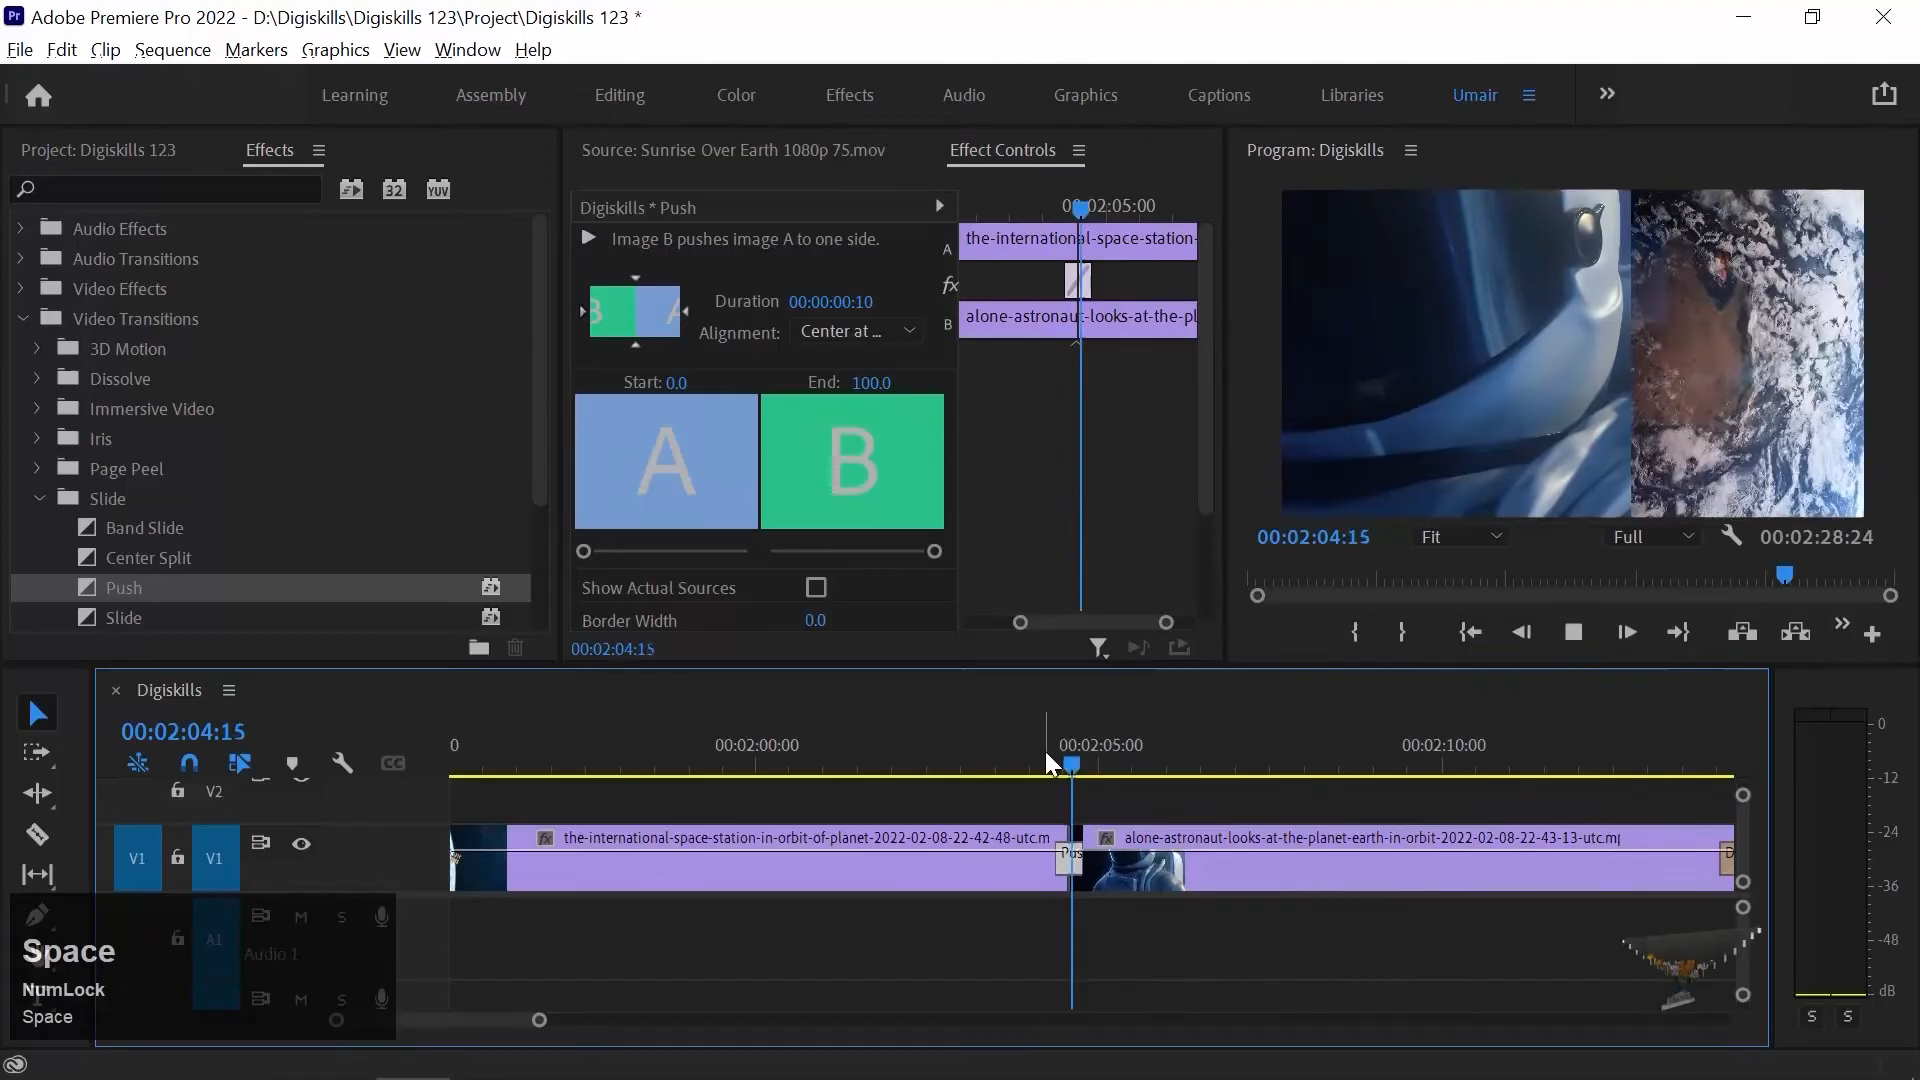 Pr Adobe Premiere Pro 2022 - D:\Digiskills\Digiskills 123\Project\Digiskills 123 *
File Edit Clip Sequence Markers Graphics View Window Help
Learning Assembly Editing Color Effects Audio Graphics Captions Libraries Umair
Project: Digiskills 123 Effects
Source: Sunrise Over Earth 1080p 75.mov Effect Controls
Program: Digiskills
32 YUV
Audio Effects
Audio Transitions
Video Effects
Video Transitions
3D Motion
Dissolve
Immersive Video
Iris
Page Peel
Slide
Band Slide
Center Split
Push
Slide
Digiskills * Push
Image B pushes image A to one side.
B A
Duration 00:00:00:10
Alignment: Center at ...
Start: 0.0 End: 100.0
A B
Show Actual Sources
Border Width 0.0
00:02:04:15
00:02:05:00
A the-international-space-station-
fx
B alone-astronaut-looks-at-the-pl
00:02:04:15 Fit Full 00:02:28:24
× Digiskills
00:02:04:15
CC
0 00:02:00:00 00:02:05:00 00:02:10:00
V2
V1 V1
fx the-international-space-station-in-orbit-of-planet-2022-02-08-22-42-48-utc.m
Pus
fx alone-astronaut-looks-at-the-planet-earth-in-orbit-2022-02-08-22-43-13-utc.mp
D
A1 M S
Audio 1
M S
Space
NumLock
Space
0
-12
-24
-36
-48
dB
S S